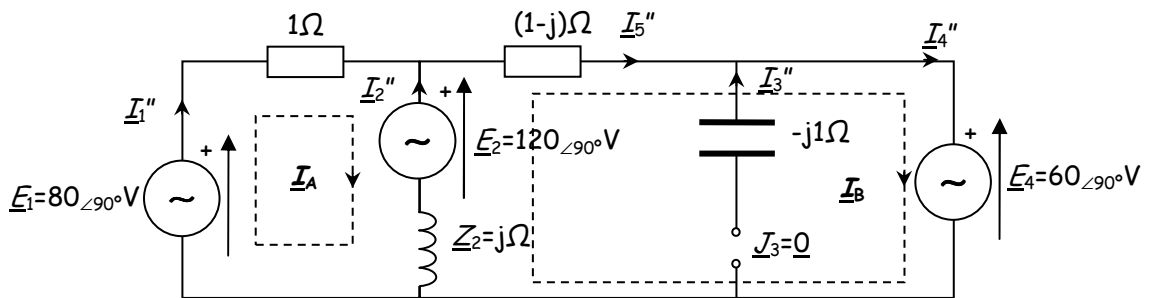 1Ω
(1-j)Ω
I5"
I4"
I1"
I2"
+
I3"
-j1Ω
+
E1=80∠90°V
~
IA
~
E2=120∠90°V
IB
+
~
E4=60∠90°V
Z2=jΩ
J3=0